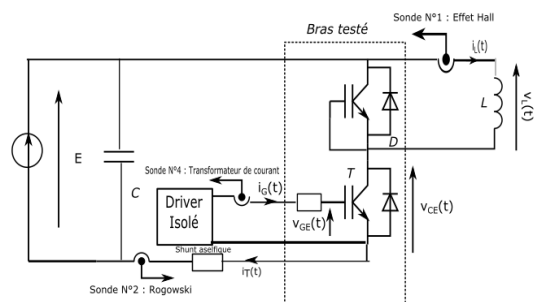 Sonde N°1 : Effet Hall
Bras testé
iL(t)
L
vL(t)
E
C
D
Sonde N°4 : Transformateur de courant
iG(t)
T
Driver
Isolé
vGE(t)
vCE(t)
Shunt aselfique
iT(t)
Sonde N°2 : Rogowski